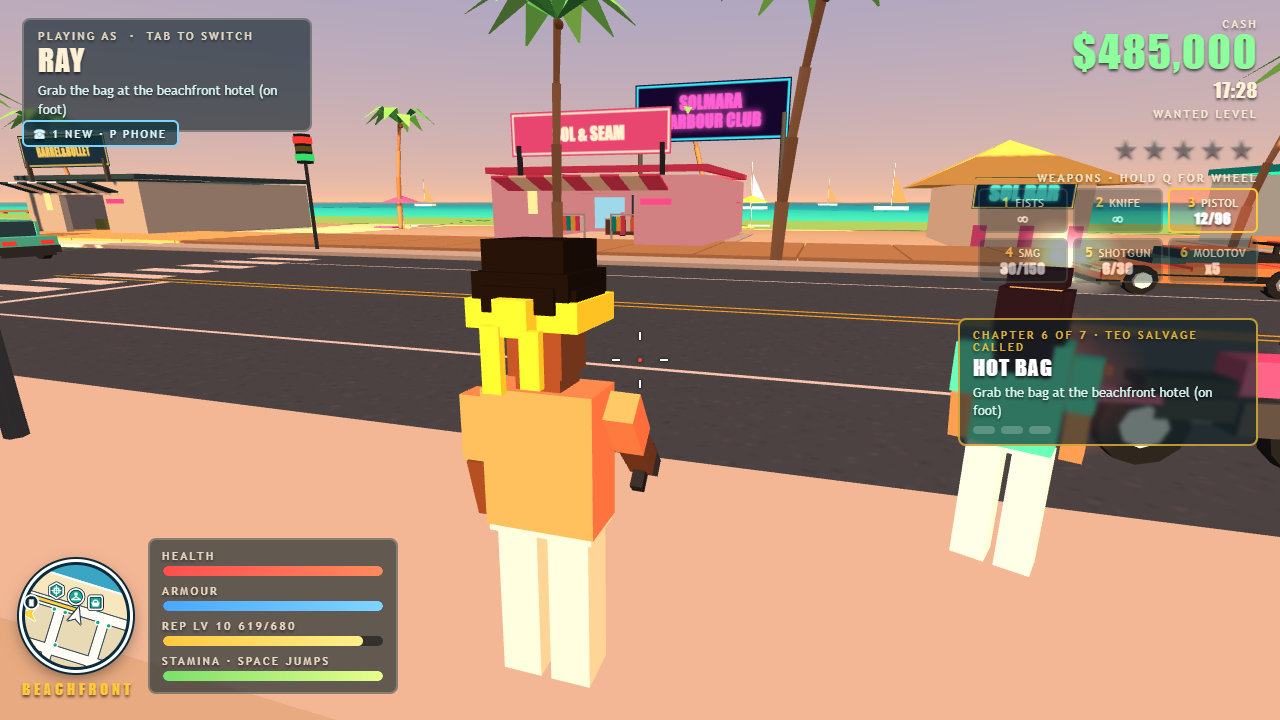 PLAYING AS · TAB TO SWITCH
RAY
Grab the bag at the beachfront hotel (on
foot)
☎ 1 NEW · P PHONE
CASH
$485,000
17:28
WANTED LEVEL
WEAPONS · HOLD Q FOR WHEEL
1 FISTS
∞
2 KNIFE
∞
3 PISTOL
12/96
4 SMG
30/150
5 SHOTGUN
6/36
6 MOLOTOV
x5
CHAPTER 6 OF 7 · TEO SALVAGE
CALLED
HOT BAG
Grab the bag at the beachfront hotel (on
foot)
SOLMARA
ARBOUR CLUB
OL & SEAM
SOL BAR
HEALTH
ARMOUR
REP LV 10 619/680
STAMINA · SPACE JUMPS
BEACHFRONT